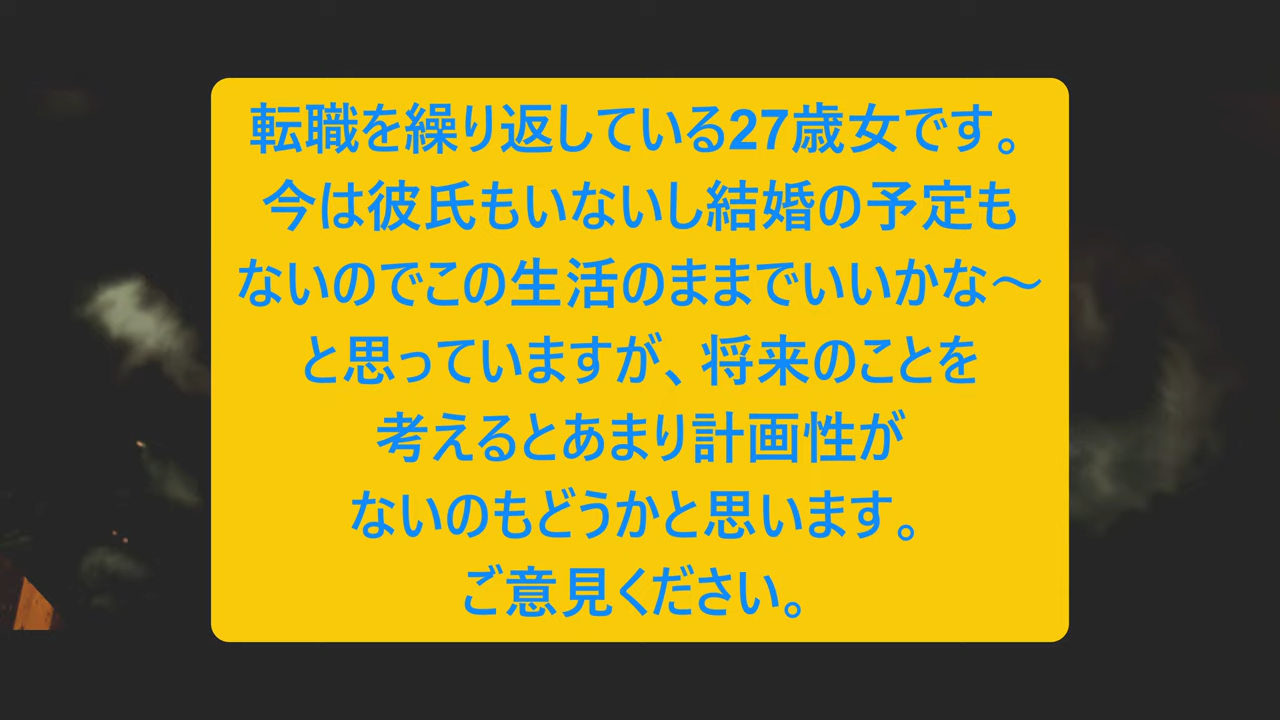 転職を繰り返している27歳女です。
今は彼氏もいないし結婚の予定も
ないのでこの生活のままでいいかな～
と思っていますが、将来のことを
考えるとあまり計画性が
ないのもどうかと思います。
ご意見ください。